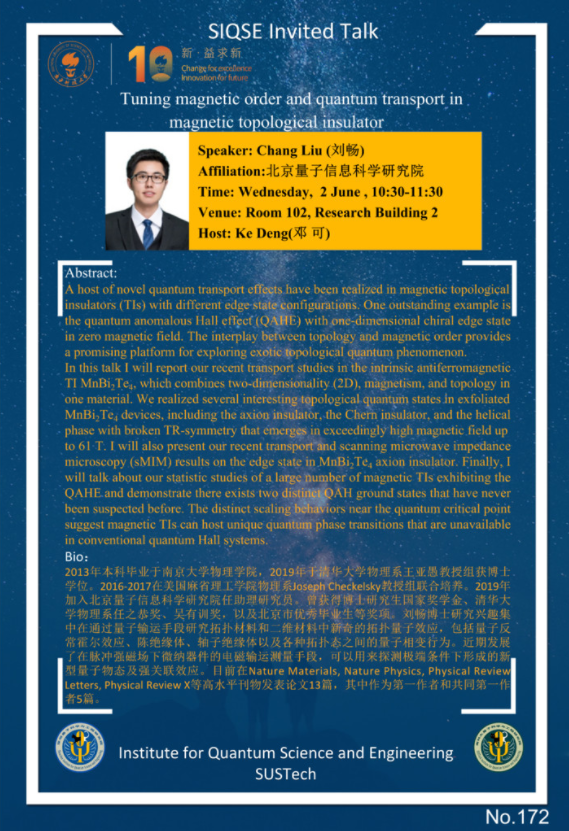 SIQSE Invited Talk
新·益求新
Change for excellence
Innovation for future
Tuning magnetic order and quantum transport in
magnetic topological insulator
Speaker: Chang Liu (刘畅)
Affiliation:北京量子信息科学研究院
Time: Wednesday, 2 June , 10:30-11:30
Venue: Room 102, Research Building 2
Host: Ke Deng(邓 可)
Abstract:
A host of novel quantum transport effects have been realized in magnetic topological
insulators (TIs) with different edge state configurations. One outstanding example is
the quantum anomalous Hall effect (QAHE) with one-dimensional chiral edge state
in zero magnetic field. The interplay between topology and magnetic order provides
a promising platform for exploring exotic topological quantum phenomenon.
In this talk I will report our recent transport studies in the intrinsic antiferromagnetic
TI MnBi₂Te₄, which combines two-dimensionality (2D), magnetism, and topology in
one material. We realized several interesting topological quantum states in exfoliated
MnBi₂Te₄ devices, including the axion insulator, the Chern insulator, and the helical
phase with broken TR-symmetry that emerges in exceedingly high magnetic field up
to 61 T. I will also present our recent transport and scanning microwave impedance
microscopy (sMIM) results on the edge state in MnBi₂Te₄ axion insulator. Finally, I
will talk about our statistic studies of a large number of magnetic TIs exhibiting the
QAHE and demonstrate there exists two distinct QAH ground states that have never
been suspected before. The distinct scaling behaviors near the quantum critical point
suggest magnetic TIs can host unique quantum phase transitions that are unavailable
in conventional quantum Hall systems.
Bio：
2013年本科毕业于南京大学物理学院，2019年于清华大学物理系王亚愚教授组获博士
学位。2016-2017在美国麻省理工学院物理系Joseph Checkelsky教授组联合培养。2019年
加入北京量子信息科学研究院任助理研究员。曾获得博士研究生国家奖学金、清华大
学物理系任之恭奖、吴有训奖，以及北京市优秀毕业生等奖项。 刘畅博士研究兴趣集
中在通过量子输运手段研究拓扑材料和二维材料中新奇的拓扑量子效应，包括量子反
常霍尔效应、陈绝缘体、轴子绝缘体以及各种拓扑态之间的量子相变行为。近期发展
了在脉冲强磁场下微纳器件的电磁输运测量手段，可以用来探测极端条件下形成的新
型量子物态及强关联效应。目前在Nature Materials, Nature Physics, Physical Review
Letters, Physical Review X等高水平刊物发表论文13篇，其中作为第一作者和共同第一作
者5篇。
Institute for Quantum Science and Engineering
SUSTech
No.172